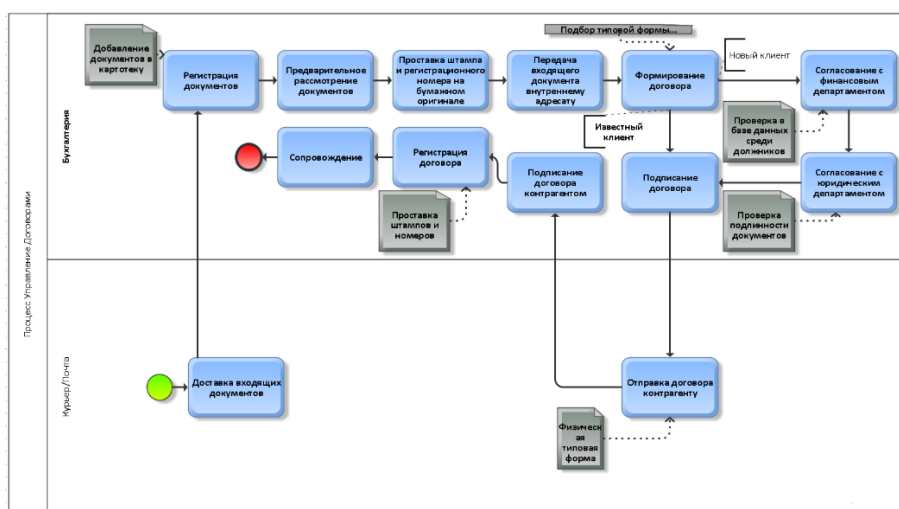 Процесс Управление Договорами
Бухгалтерия
Курьер/Почта
Добавление
документов в
картотеку
Регистрация
документов
Предварительное
рассмотрение
документов
Проставка штампа
и регистрационного
номера на
бумажном
оригинале
Передача
входящего
документа
внутреннему
адресату
Подбор типовой формы...
Формирование
договора
Новый клиент
Согласование с
финансовым
департаментом
Проверка в
базе данных
среди
должников
Известный
клиент
Сопровождение
Регистрация
договора
Подписание
договора
контрагентом
Подписание
договора
Согласование с
юридическим
департаментом
Проставка
штампов и
номеров
Проверка
подлинности
документов
Доставка входящих
документов
Отправка договора
контрагенту
Физическ
ая
типовая
форма